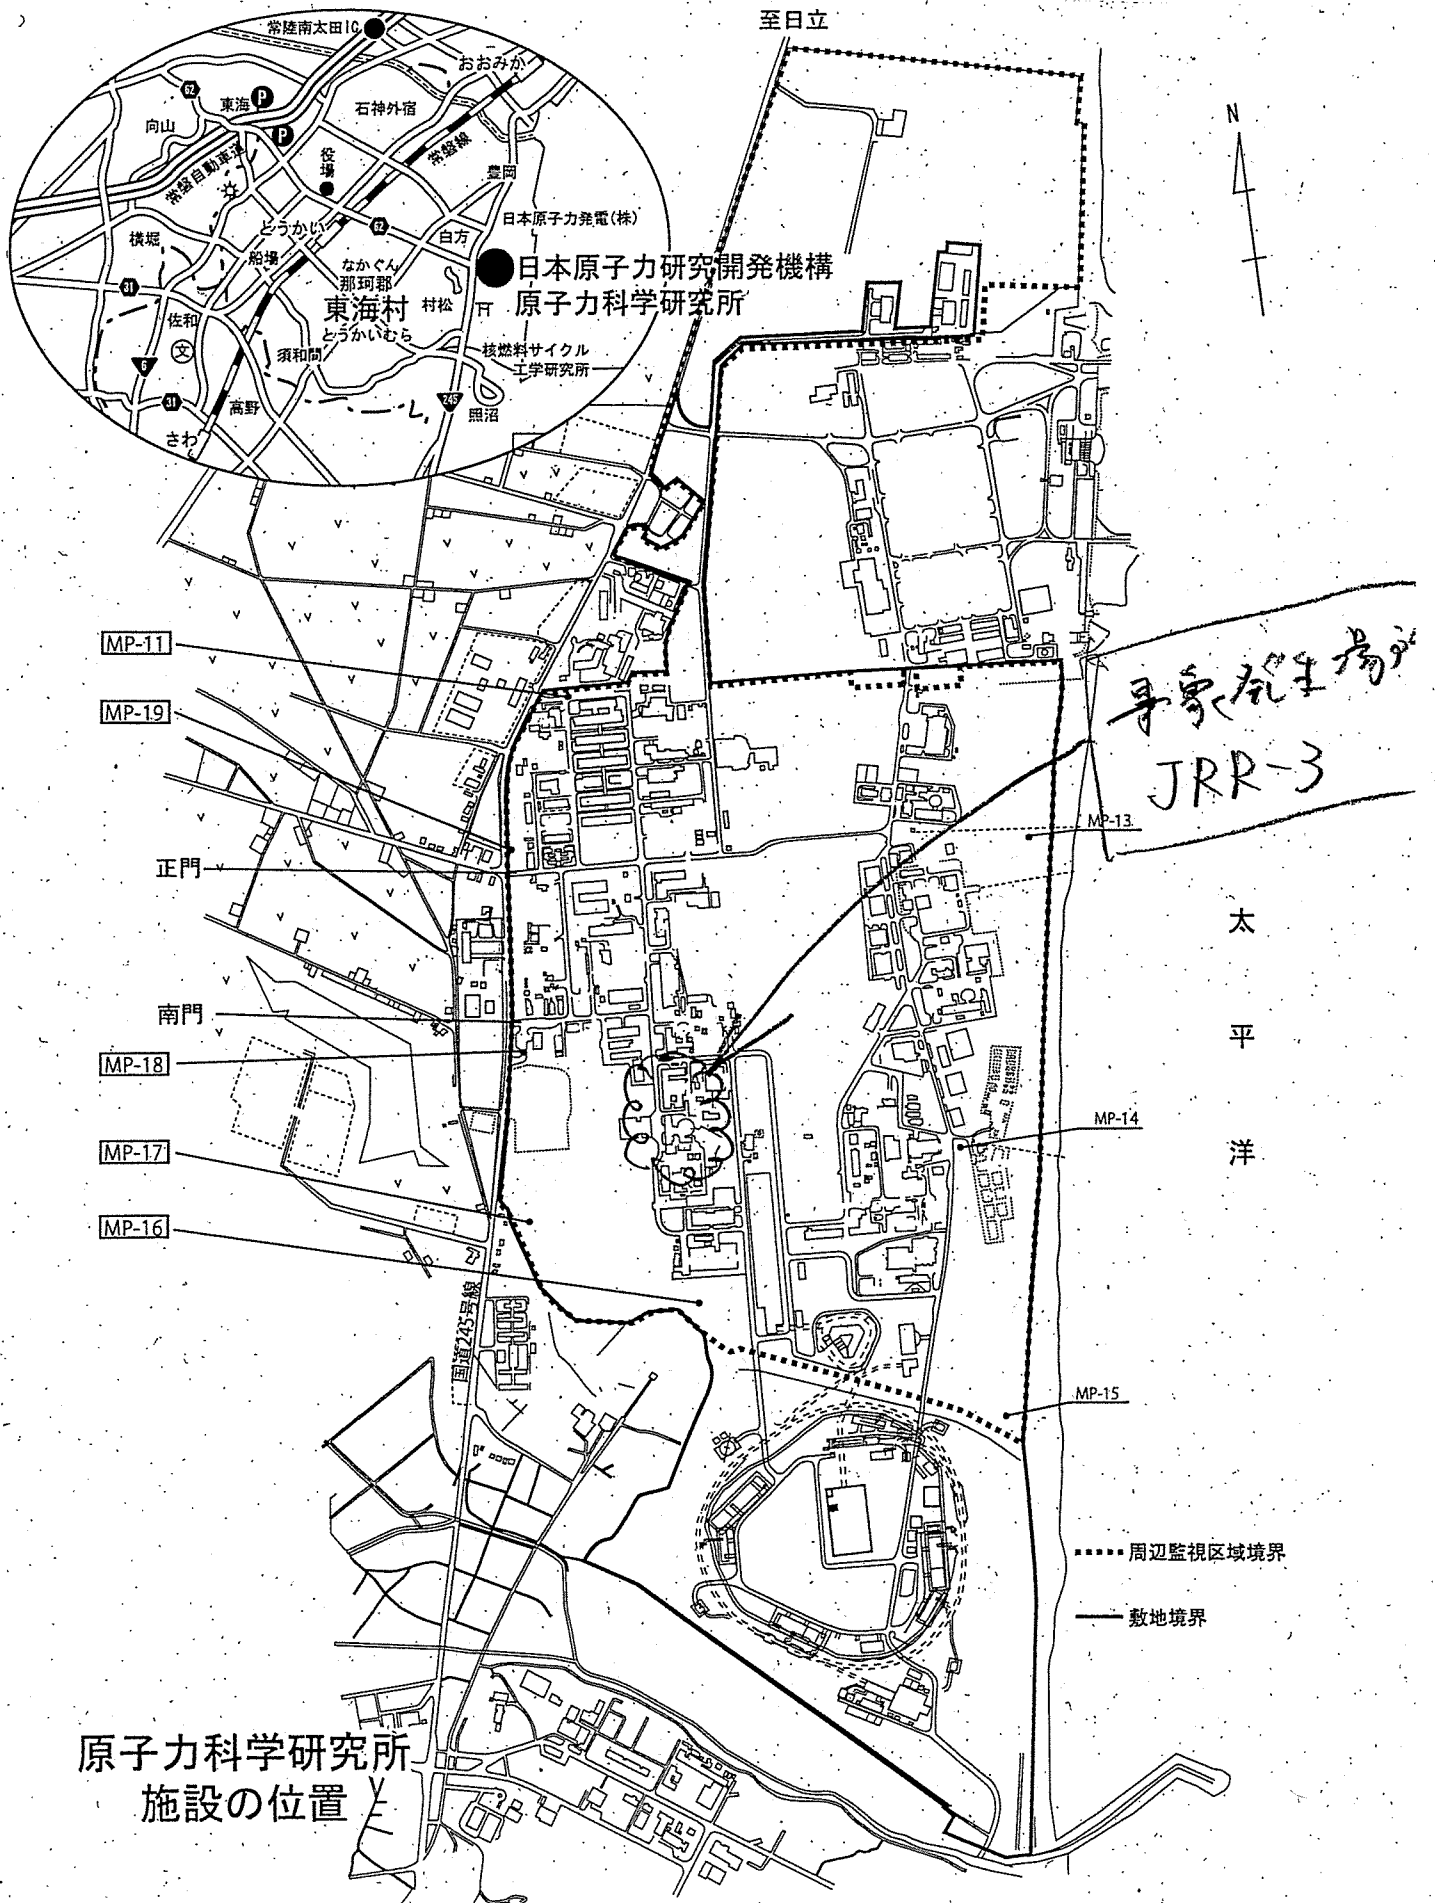 至日立
常陸南太田IC
おおみか
62
東海
P
石神外宿
向山
P
役場
常磐線
常磐自動車道
豊岡
日本原子力発電(株)
とうかい
62
白方
横堀
船場
なかぐん
那珂郡
東海村
とうかいむら
村松
日本原子力研究開発機構
原子力科学研究所
31
佐和
文
須和間
核燃料サイクル
工学研究所
6
31
高野
245
照沼
さわ
N
MP-11
MP-19
正門
南門
MP-18
MP-17
MP-16
事象発生場所
JRR-3
MP-13
太平洋
MP-14
MP-15
国道245号線
周辺監視区域境界
敷地境界
原子力科学研究所
施設の位置